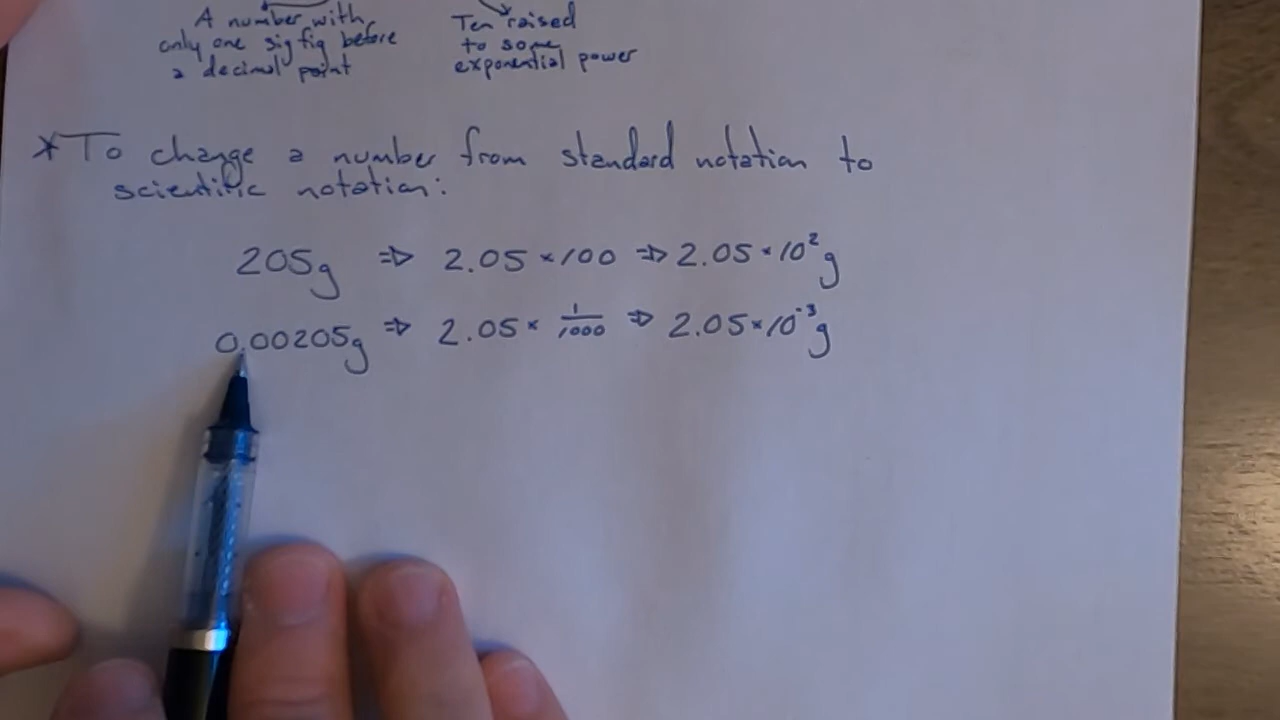 A number with
only one sig fig before
a decimal point
Ten raised
to some
exponential power
*To change a number from standard notation to
scientific notation:
205g ⇒ 2.05 × 100 ⇒ 2.05 × 10² g
0.00205g ⇒ 2.05 × 1/1000 ⇒ 2.05 × 10⁻³ g